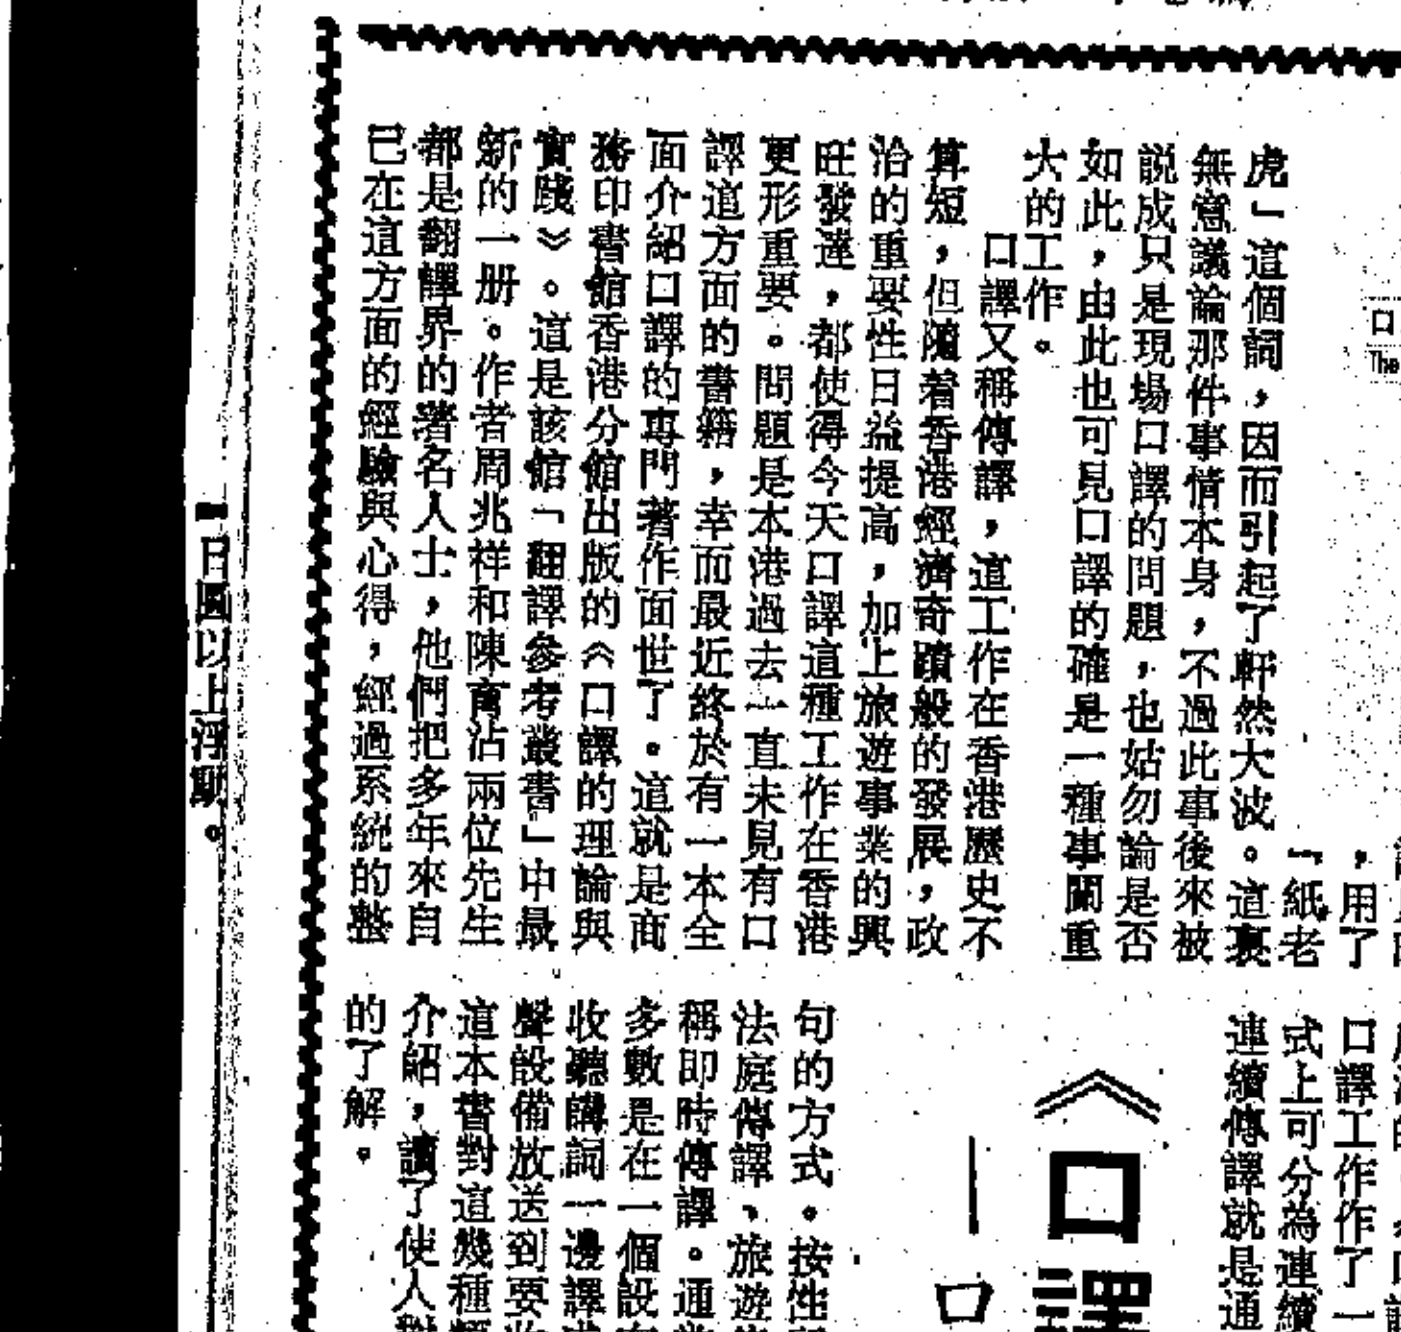 ，用了
「紙老
虎」這個詞，因而引起了軒然大波。這裏
無意議論那件事情本身，不過此事後來被
説成只是現場口譯的問題，也姑勿論是否
如此，由此也可見口譯的確是一種事關重
大的工作。
口譯又稱傳譯，這工作在香港歷史不
算短，但隨着香港經濟奇蹟般的發展，政
治的重要性日益提高，加上旅遊事業的興
旺發達，都使得今天口譯這種工作在香港
更形重要。問題是本港過去一直未見有口
譯這方面的書籍，幸而最近終於有一本全
面介紹口譯的專門著作面世了。這就是商
務印書館香港分館出版的《口譯的理論與
實踐》。這是該館「翻譯參考叢書」中最
新的一册。作者周兆祥和陳育沾兩位先生
都是翻譯界的著名人士，他們把多年來自
已在這方面的經驗與心得，經過系統的整
口譯工作作了一
式上可分為連續
連續傳譯就是通
《口譯
—口
句的方式。按性
法庭傳譯、旅遊
稱即時傳譯。通常
多數是在一個設
收聽講詞一邊譯
聲設備放送到要
這本書對這幾種
介紹，讀了使人對
的了解。
口
The
日圓以上浮動。